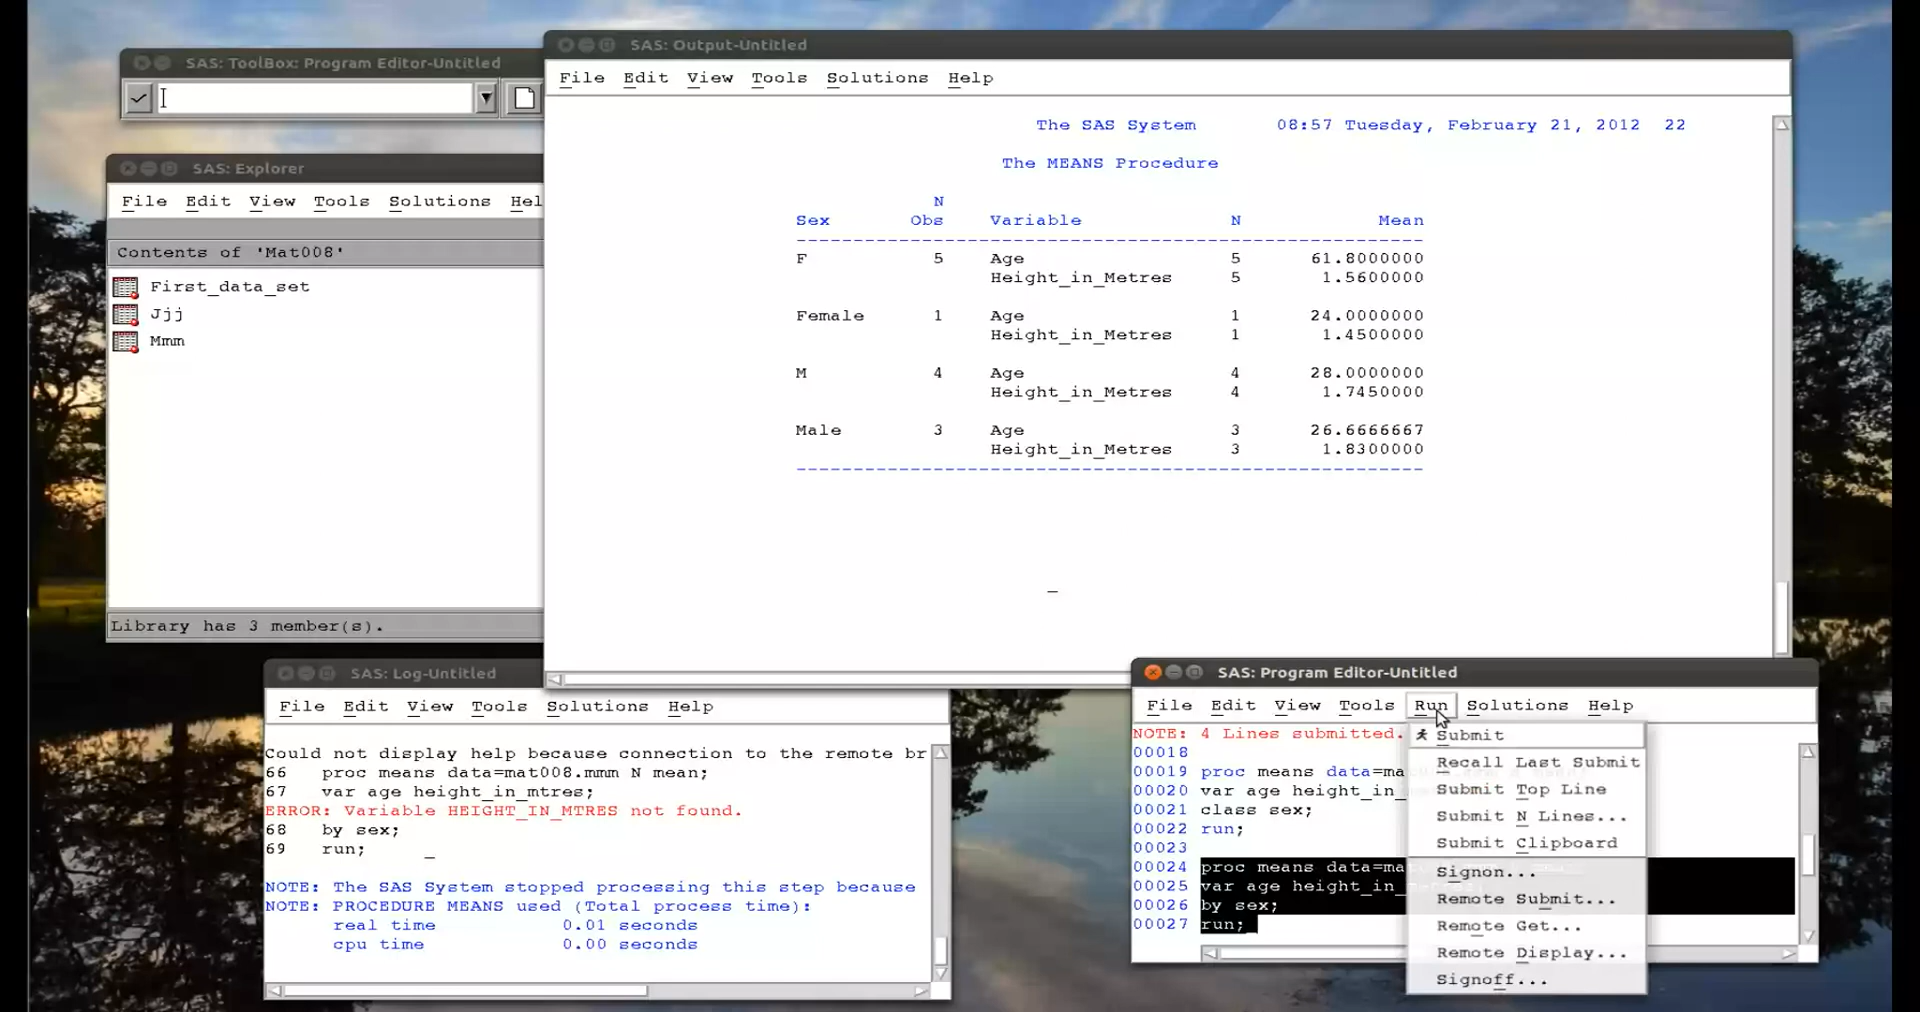 SAS: ToolBox: Program Editor-Untitled
SAS: Output-Untitled
File Edit View Tools Solutions Help
The SAS System 08:57 Tuesday, February 21, 2012 22
The MEANS Procedure
N
Sex Obs Variable N Mean
F 5 Age 5 61.8000000
Height_in_Metres 5 1.5600000
Female 1 Age 1 24.0000000
Height_in_Metres 1 1.4500000
M 4 Age 4 28.0000000
Height_in_Metres 4 1.7450000
Male 3 Age 3 26.6666667
Height_in_Metres 3 1.8300000
SAS: Explorer
File Edit View Tools Solutions Hel
Contents of 'Mat008'
First_data_set
Jjj
Mmm
Library has 3 member(s).
SAS: Log-Untitled
File Edit View Tools Solutions Help
Could not display help because connection to the remote br
66 proc means data=mat008.mmm N mean;
67 var age height_in_mtres;
ERROR: Variable HEIGHT_IN_MTRES not found.
68 by sex;
69 run;
NOTE: The SAS System stopped processing this step because
NOTE: PROCEDURE MEANS used (Total process time):
real time 0.01 seconds
cpu time 0.00 seconds
SAS: Program Editor-Untitled
File Edit View Tools Run Solutions Help
NOTE: 4 Lines submitted.
00018
00019 proc means data=ma
00020 var age height_in_
00021 class sex;
00022 run;
00023
00024 proc means data=ma
00025 var age height_in_
00026 by sex;
00027 run;
Submit
Recall Last Submit
Submit Top Line
Submit N Lines...
Submit Clipboard
Signon...
Remote Submit...
Remote Get...
Remote Display...
Signoff...